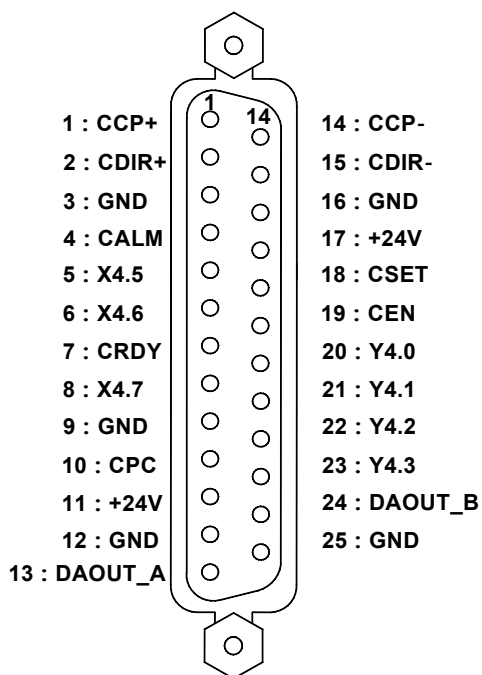 1
14
1 : CCP+
2 : CDIR+
3 : GND
4 : CALM
5 : X4.5
6 : X4.6
7 : CRDY
8 : X4.7
9 : GND
10 : CPC
11 : +24V
12 : GND
13 : DAOUT_A
14 : CCP-
15 : CDIR-
16 : GND
17 : +24V
18 : CSET
19 : CEN
20 : Y4.0
21 : Y4.1
22 : Y4.2
23 : Y4.3
24 : DAOUT_B
25 : GND